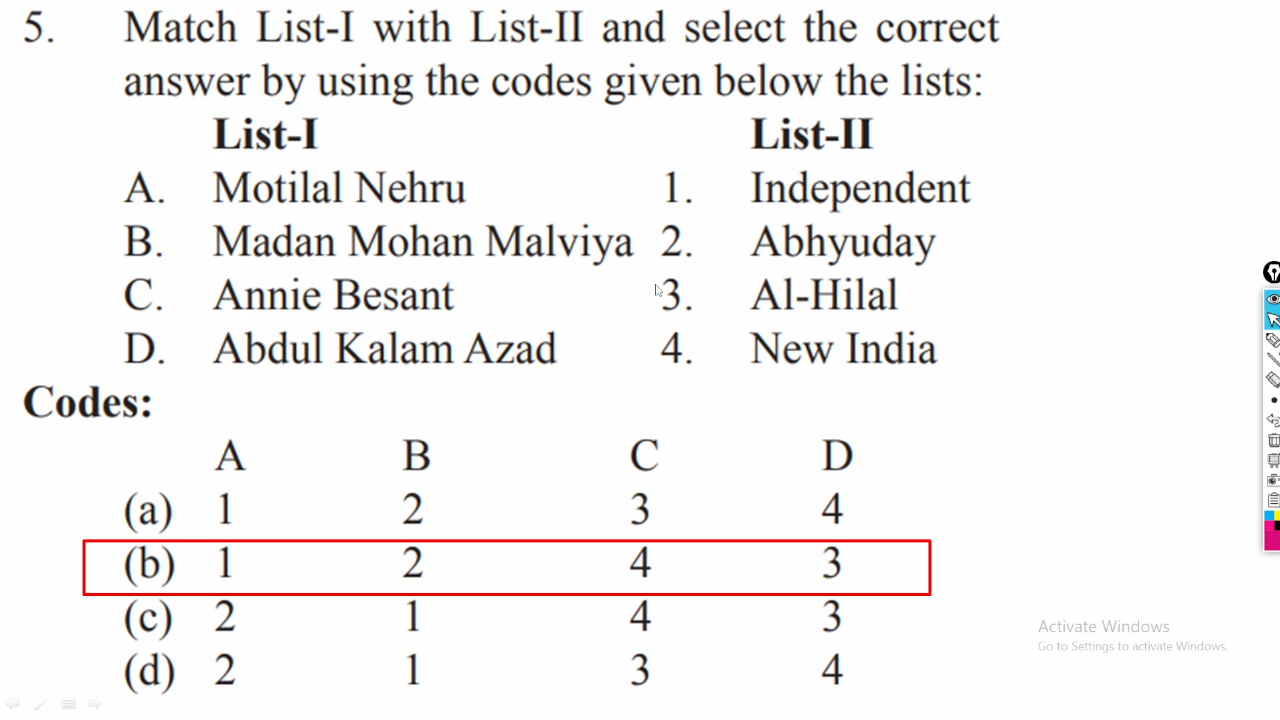 5. Match List-I with List-II and select the correct
answer by using the codes given below the lists:
List-I List-II
A. Motilal Nehru 1. Independent
B. Madan Mohan Malviya 2. Abhyuday
C. Annie Besant 3. Al-Hilal
D. Abdul Kalam Azad 4. New India
Codes:
A B C D
(a) 1 2 3 4
(b) 1 2 4 3
(c) 2 1 4 3
(d) 2 1 3 4
Activate Windows
Go to Settings to activate Windows.